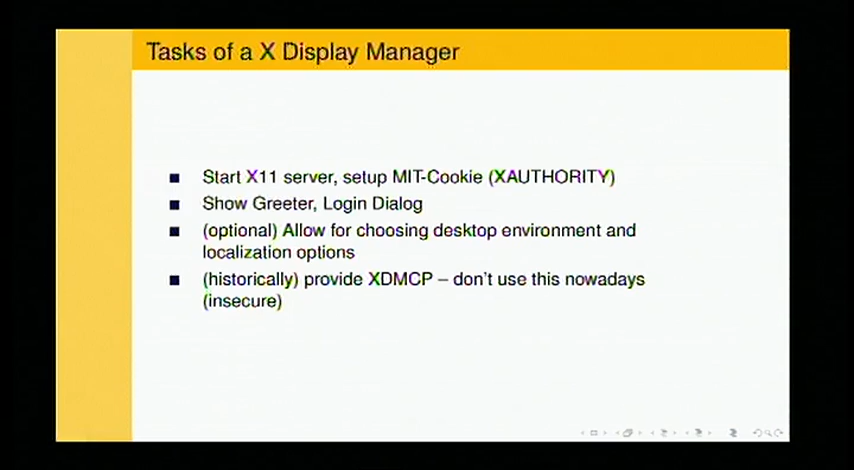 Tasks of a X Display Manager
Start X11 server, setup MIT-Cookie (XAUTHORITY)
Show Greeter, Login Dialog
(optional) Allow for choosing desktop environment and
localization options
(historically) provide XDMCP – don't use this nowadays
(insecure)